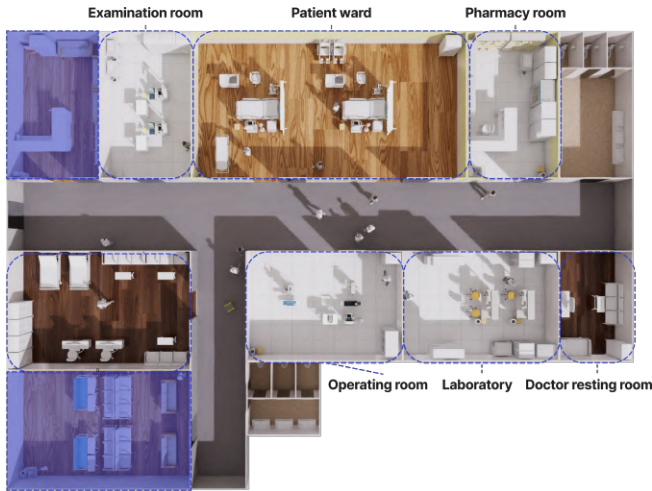 Examination room
Patient ward
Pharmacy room
Operating room
Laboratory
Doctor resting room